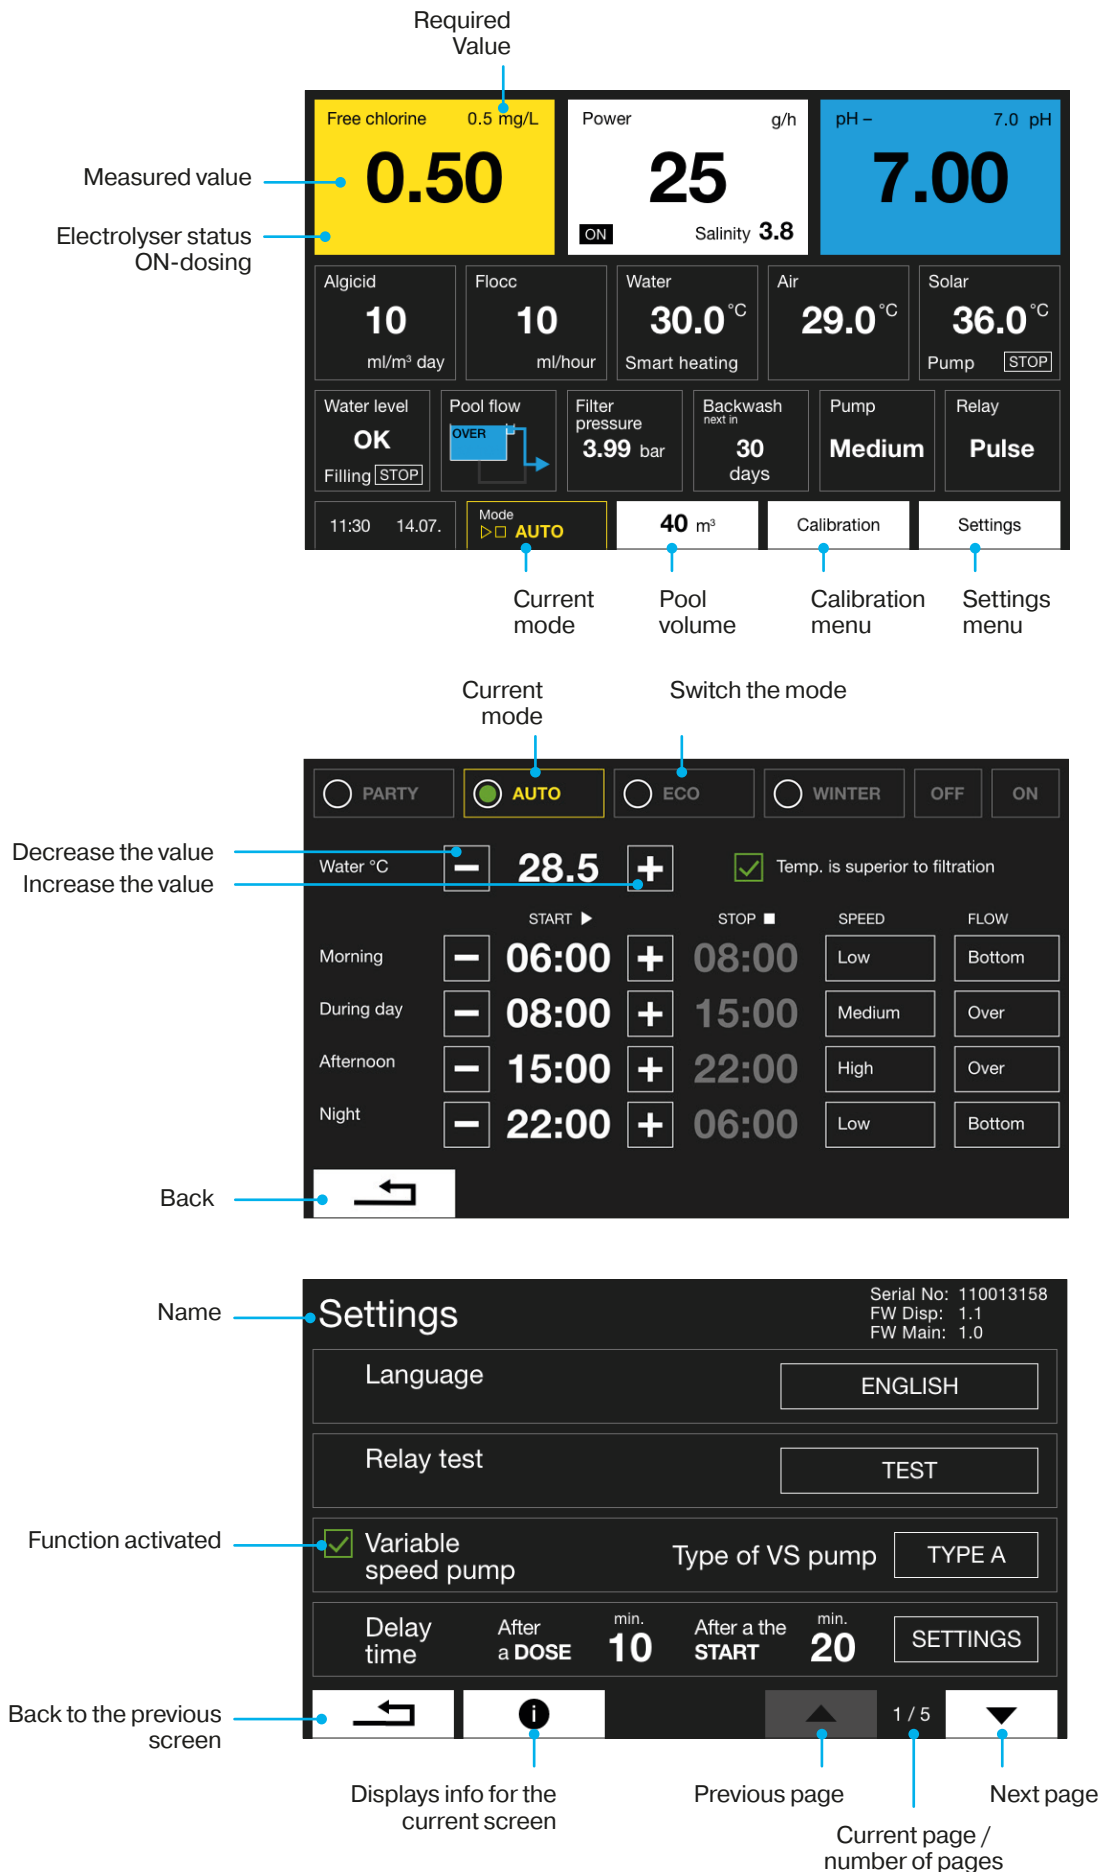 Required
Value
Free chlorine 0.5 mg/L
0.50
Power g/h
25
ON Salinity 3.8
pH – 7.0 pH
7.00
Measured value
Electrolyser status
ON-dosing
Algicid
10
ml/m³ day
Flocc
10
ml/hour
Water
30.0 °C
Smart heating
Air
29.0 °C
Solar
36.0 °C
Pump STOP
Water level
OK
Filling STOP
Pool flow
OVER
Filter
pressure
3.99 bar
Backwash
next in
30
days
Pump
Medium
Relay
Pulse
11:30 14.07.
Mode
AUTO
40 m³
Calibration
Settings
Current
mode
Pool
volume
Calibration
menu
Settings
menu
Current
mode
Switch the mode
PARTY AUTO ECO WINTER OFF ON
Decrease the value
Increase the value
Water °C 28.5 Temp. is superior to filtration
START STOP SPEED FLOW
Morning 06:00 08:00 Low Bottom
During day 08:00 15:00 Medium Over
Afternoon 15:00 22:00 High Over
Night 22:00 06:00 Low Bottom
Back
Name
Settings
Serial No: 110013158
FW Disp: 1.1
FW Main: 1.0
Language ENGLISH
Relay test TEST
Function activated
Variable
speed pump
Type of VS pump TYPE A
Delay
time
After
a DOSE
min.
10
After a the
START
min.
20
SETTINGS
Back to the previous
screen
i
1 / 5
Displays info for the
current screen
Previous page
Next page
Current page /
number of pages